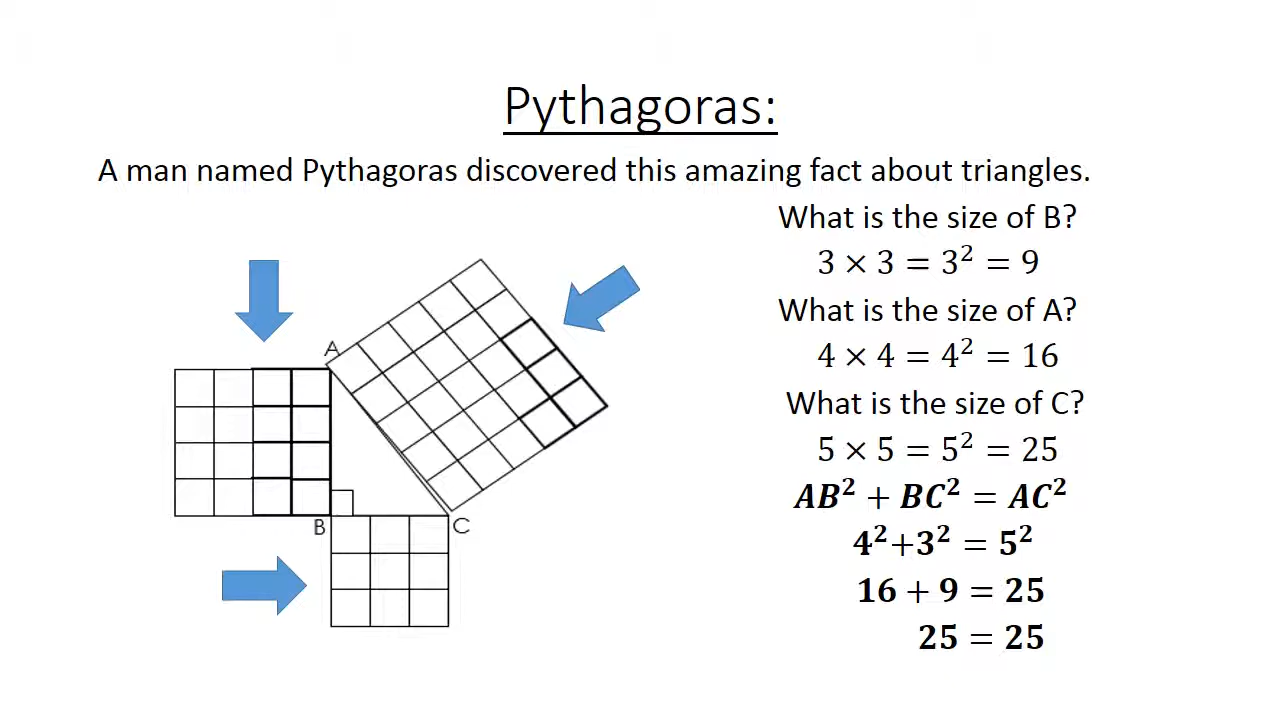 Pythagoras:
A man named Pythagoras discovered this amazing fact about triangles.
What is the size of B?
3 × 3 = 3² = 9
What is the size of A?
4 × 4 = 4² = 16
What is the size of C?
5 × 5 = 5² = 25
AB² + BC² = AC²
4²+3² = 5²
16 + 9 = 25
25 = 25
A
B
C